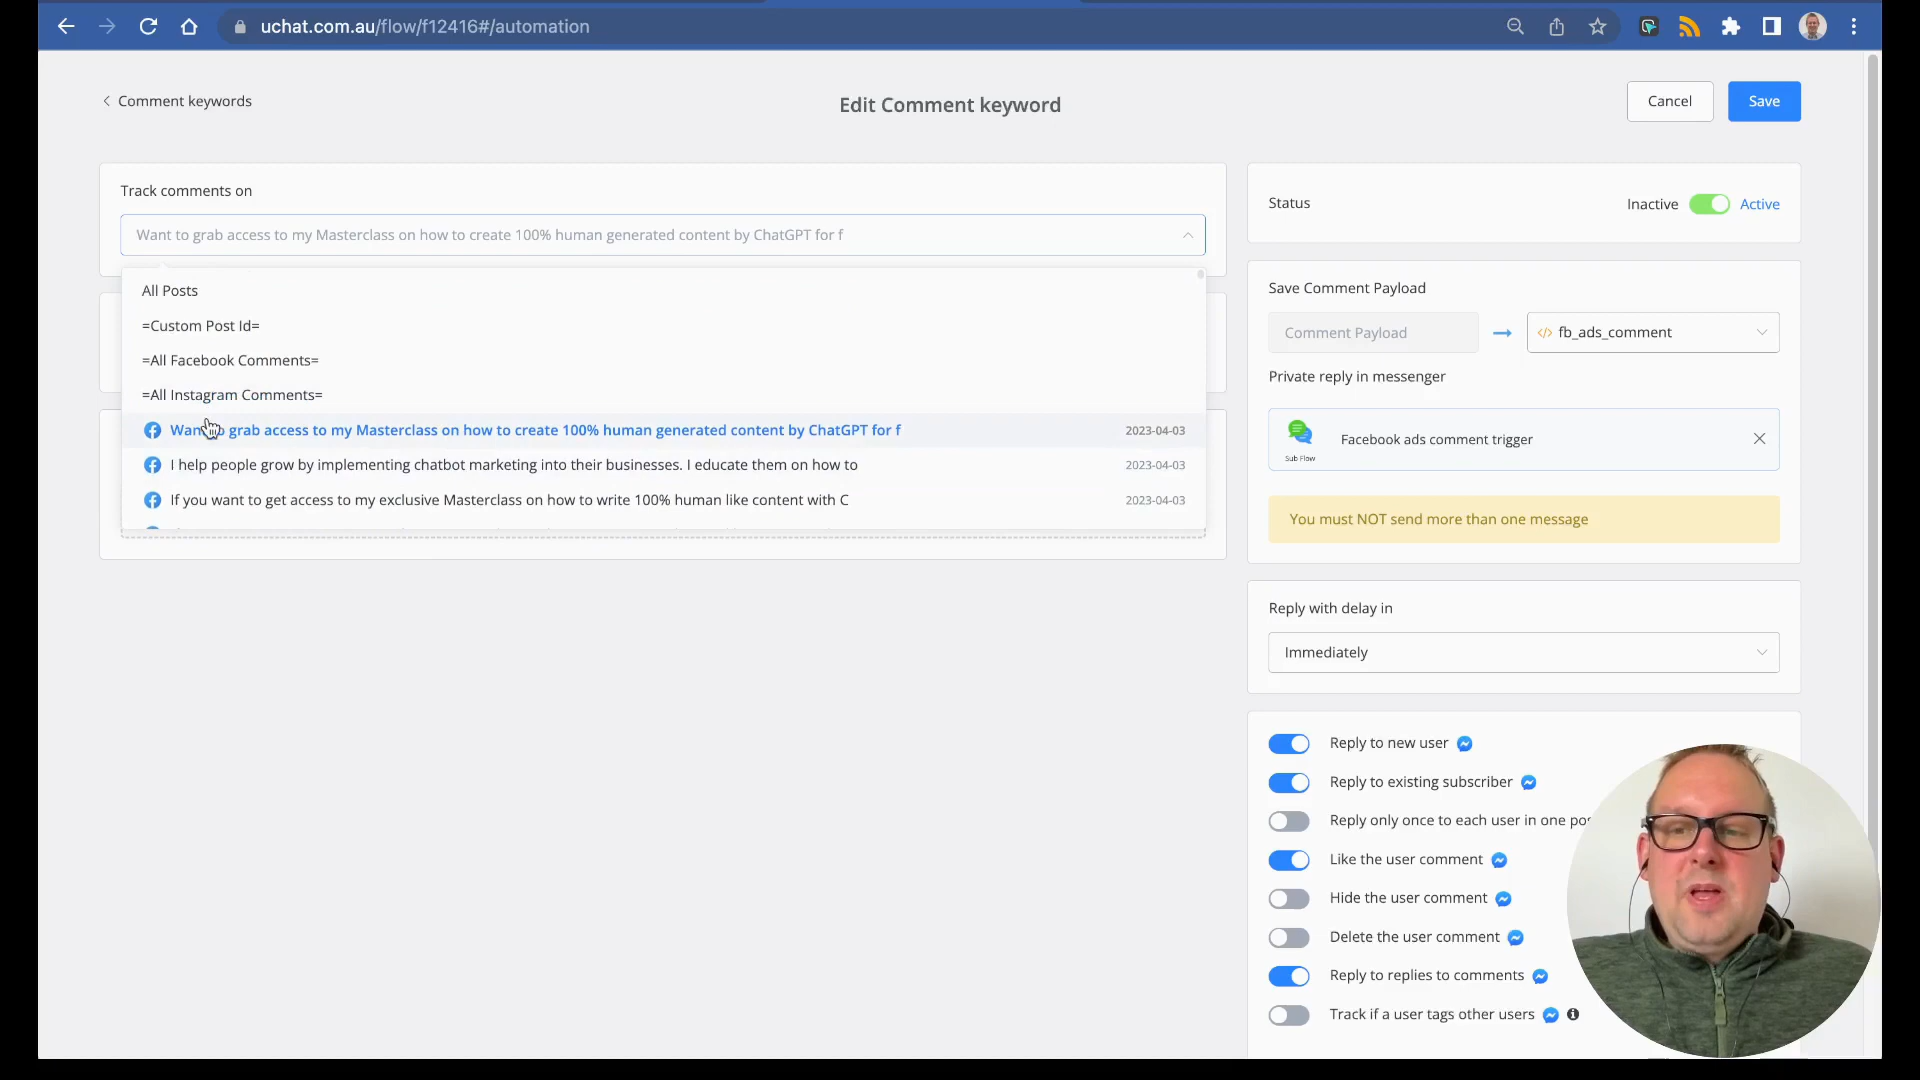 uchat.com.au/flow/f12416#/automation
Comment keywords
Edit Comment keyword
Cancel
Save
Track comments on
Want to grab access to my Masterclass on how to create 100% human generated content by ChatGPT for f
All Posts
=Custom Post Id=
=All Facebook Comments=
=All Instagram Comments=
Want to grab access to my Masterclass on how to create 100% human generated content by ChatGPT for f 2023-04-03
I help people grow by implementing chatbot marketing into their businesses. I educate them on how to 2023-04-03
If you want to get access to my exclusive Masterclass on how to write 100% human like content with C 2023-04-03
Status
Inactive Active
Save Comment Payload
Comment Payload
</> fb_ads_comment
Private reply in messenger
Facebook ads comment trigger
Sub Flow
You must NOT send more than one message
Reply with delay in
Immediately
Reply to new user
Reply to existing subscriber
Reply only once to each user in one pos
Like the user comment
Hide the user comment
Delete the user comment
Reply to replies to comments
Track if a user tags other users